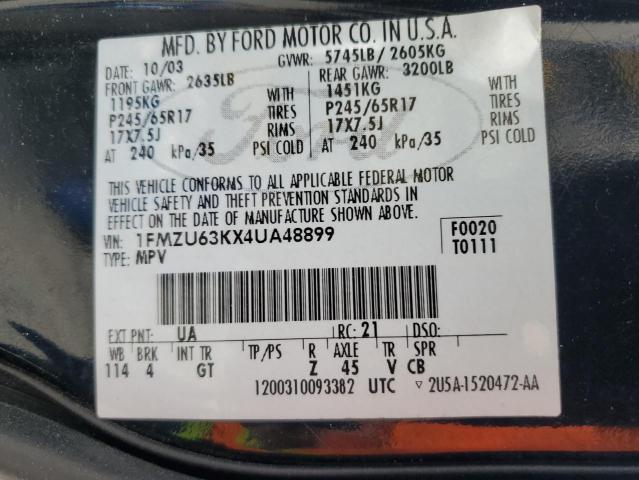 MFD. BY FORD MOTOR CO. IN U.S.A.
DATE: 10/03 GVWR: 5745LB/ 2605KG
FRONT GAWR: 2635LB REAR GAWR: 3200LB
1195KG WITH 1451KG WITH
P245/65R17 TIRES P245/65R17 TIRES
17X7.5J RIMS 17X7.5J RIMS
AT 240 kPa/35 PSI COLD AT 240 kPa/35 PSI COLD
THIS VEHICLE CONFORMS TO ALL APPLICABLE FEDERAL MOTOR
VEHICLE SAFETY AND THEFT PREVENTION STANDARDS IN
EFFECT ON THE DATE OF MANUFACTURE SHOWN ABOVE.
VIN: 1FMZU63KX4UA48899 F0020
TYPE: MPV T0111
EXT PNT: UA RC: 21 DSO:
WB BRK INT TR TP/PS R AXLE TR SPR
114 4 GT Z 45 V CB
1200310093382 UTC ▽ 2U5A-1520472-AA
Ford